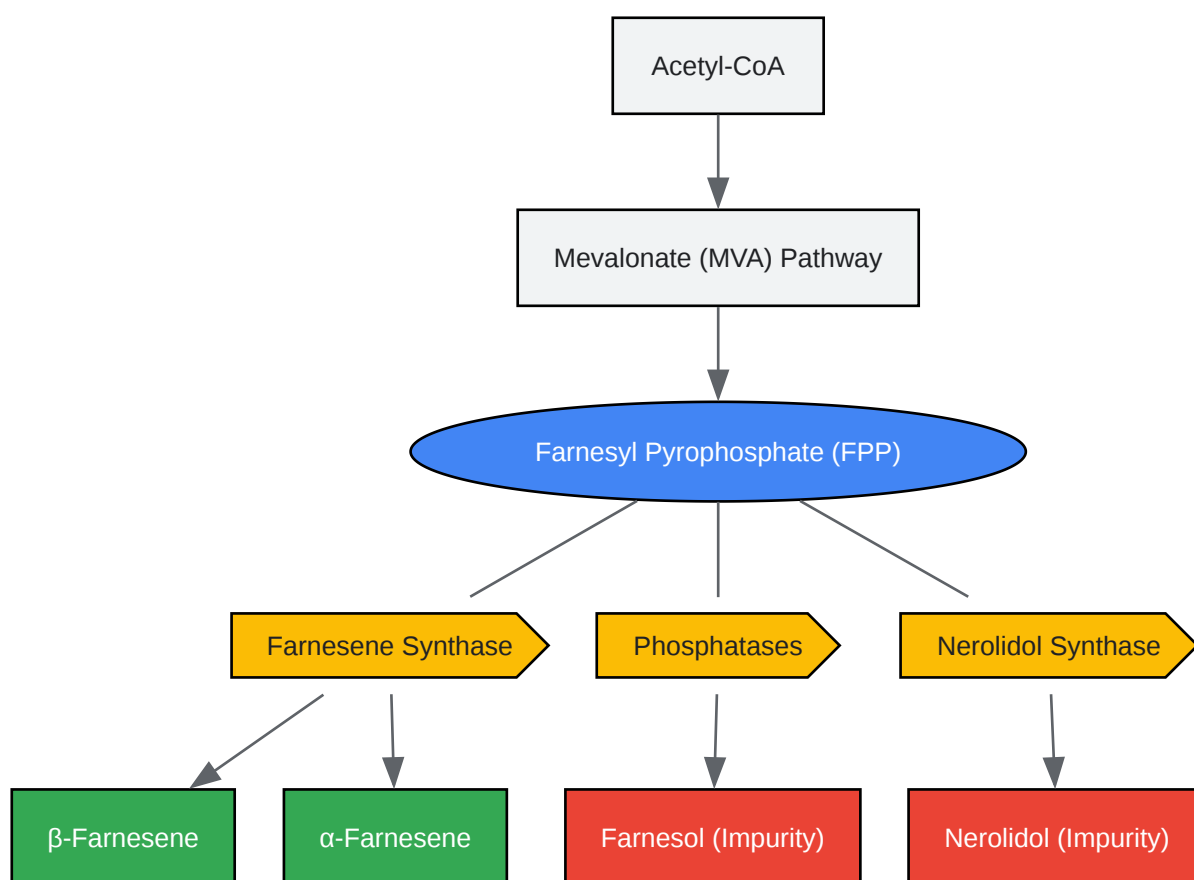 Acetyl-CoA
Mevalonate (MVA) Pathway
Farnesyl Pyrophosphate (FPP)
Farnesene Synthase
Phosphatases
Nerolidol Synthase
β-Farnesene
α-Farnesene
Farnesol (Impurity)
Nerolidol (Impurity)